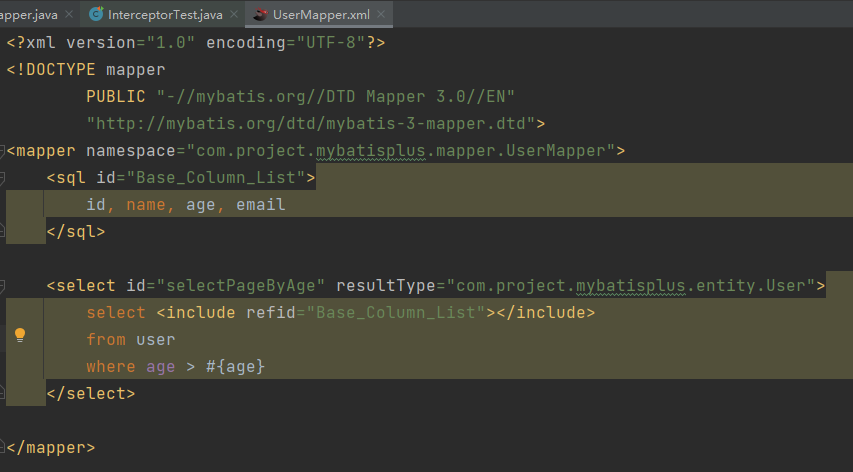 apper.java InterceptorTest.java UserMapper.xml
<?xml version="1.0" encoding="UTF-8"?>
<!DOCTYPE mapper
        PUBLIC "-//mybatis.org//DTD Mapper 3.0//EN"
        "http://mybatis.org/dtd/mybatis-3-mapper.dtd">
<mapper namespace="com.project.mybatisplus.mapper.UserMapper">
    <sql id="Base_Column_List">
        id, name, age, email
    </sql>

    <select id="selectPageByAge" resultType="com.project.mybatisplus.entity.User">
        select <include refid="Base_Column_List"></include>
        from user
        where age > #{age}
    </select>

</mapper>